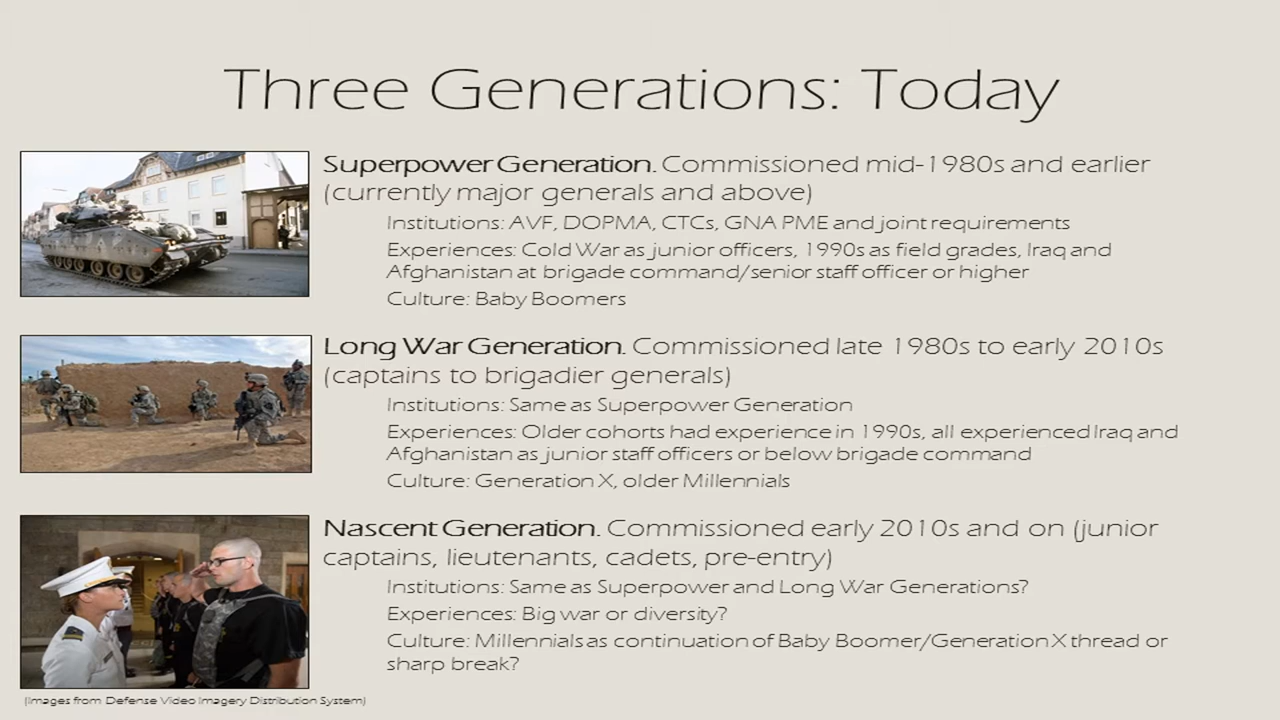 Three Generations: Today
Superpower Generation. Commissioned mid-1980s and earlier
(currently major generals and above)
Institutions: AVF, DOPMA, CTCs, GNA PME and joint requirements
Experiences: Cold War as junior officers, 1990s as field grades, Iraq and
Afghanistan at brigade command/senior staff officer or higher
Culture: Baby Boomers
Long War Generation. Commissioned late 1980s to early 2010s
(captains to brigadier generals)
Institutions: Same as Superpower Generation
Experiences: Older cohorts had experience in 1990s, all experienced Iraq and
Afghanistan as junior staff officers or below brigade command
Culture: Generation X, older Millennials
Nascent Generation. Commissioned early 2010s and on (junior
captains, lieutenants, cadets, pre-entry)
Institutions: Same as Superpower and Long War Generations?
Experiences: Big war or diversity?
Culture: Millennials as continuation of Baby Boomer/Generation X thread or
sharp break?
(Images from Defense Video Imagery Distribution System)